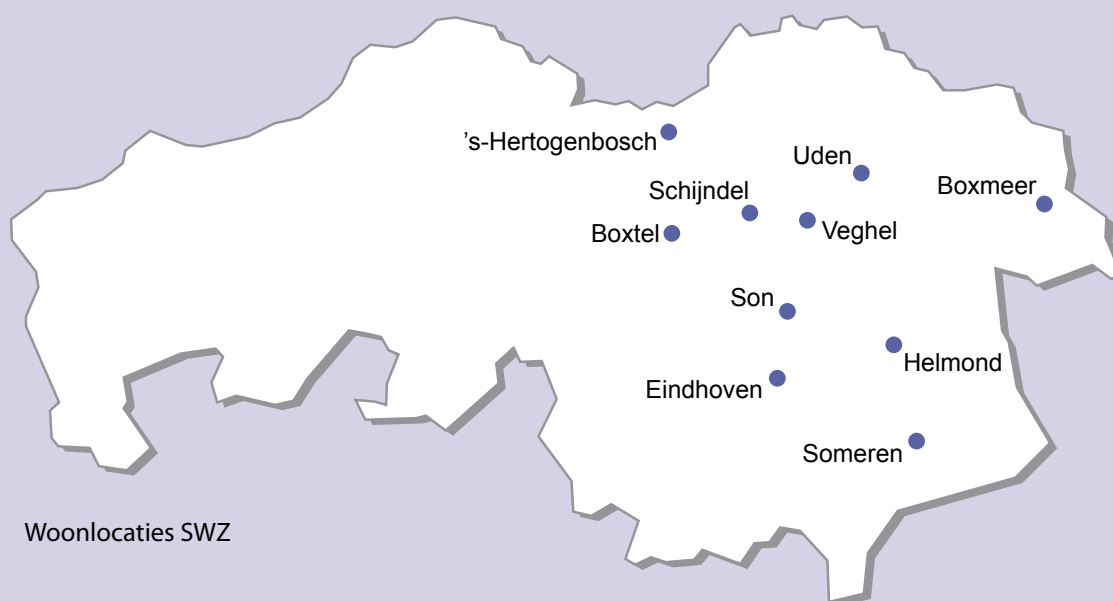 ’s-Hertogenbosch
Uden
Boxmeer
Schijndel
Boxtel
Veghel
Son
Helmond
Eindhoven
Someren
Woonlocaties SWZ